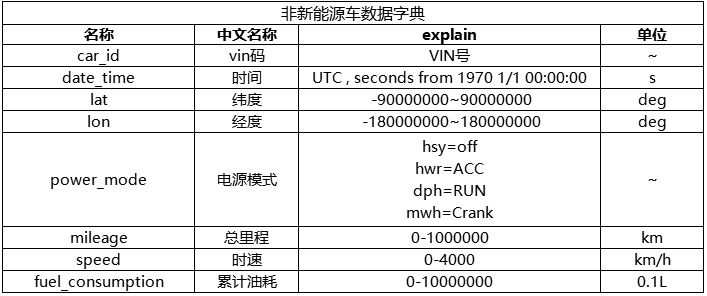 非新能源车数据字典
名称 中文名称 explain 单位
car_id vin码 VIN号 ~
date_time 时间 UTC , seconds from 1970 1/1 00:00:00 s
lat 纬度 -90000000~90000000 deg
lon 经度 -180000000~180000000 deg
power_mode 电源模式 hsy=off
hwr=ACC
dph=RUN
mwh=Crank ~
mileage 总里程 0-1000000 km
speed 时速 0-4000 km/h
fuel_consumption 累计油耗 0-10000000 0.1L